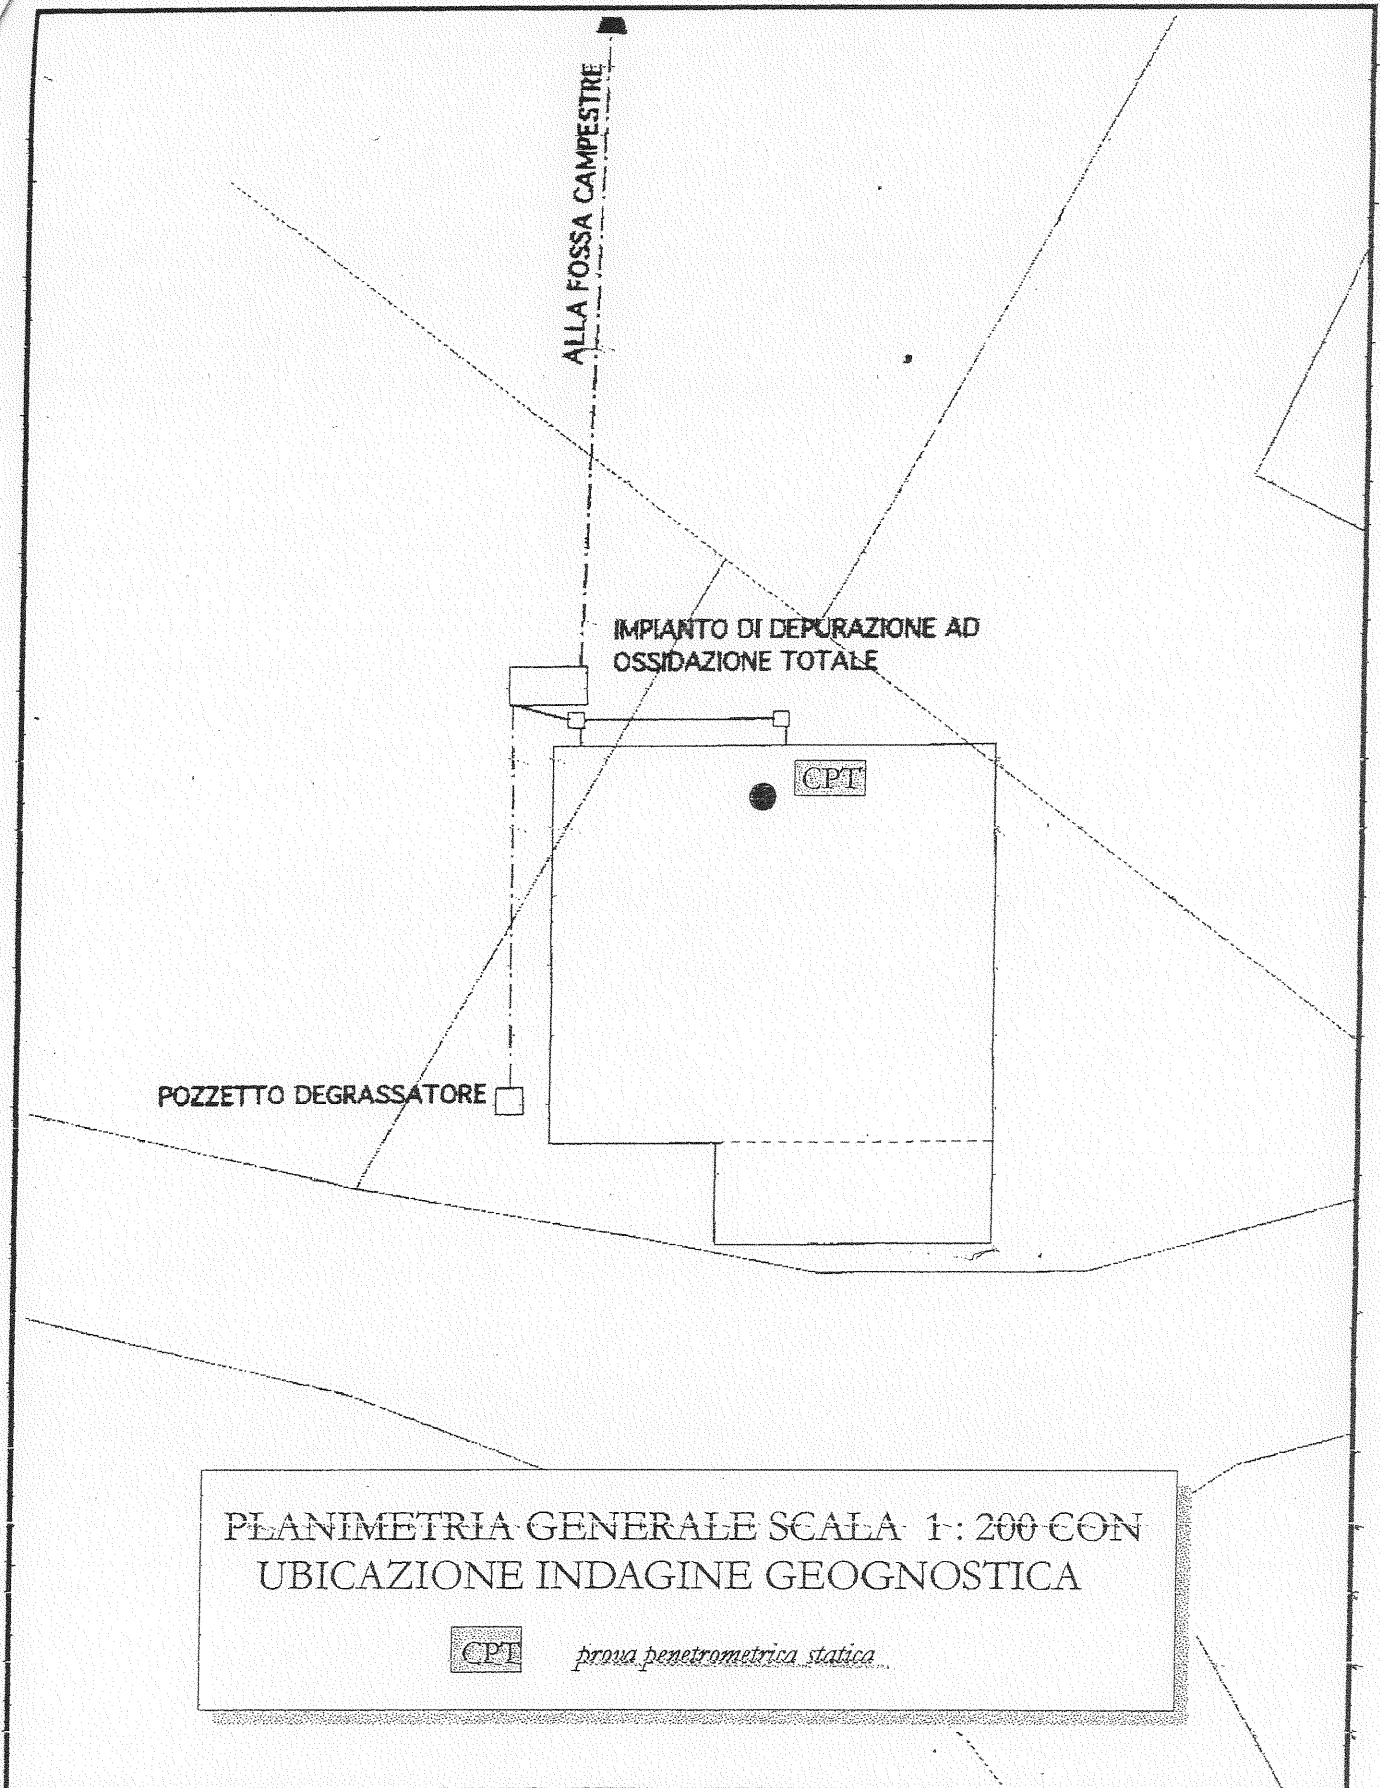 ALLA FOSSA CAMPESTRE
IMPIANTO DI DEPURAZIONE AD
OSSIDAZIONE TOTALE
CPT
POZZETTO DEGRASSATORE
PLANIMETRIA GENERALE SCALA 1 : 200 CON
UBICAZIONE INDAGINE GEOGNOSTICA
CPT prova penetrometrica statica